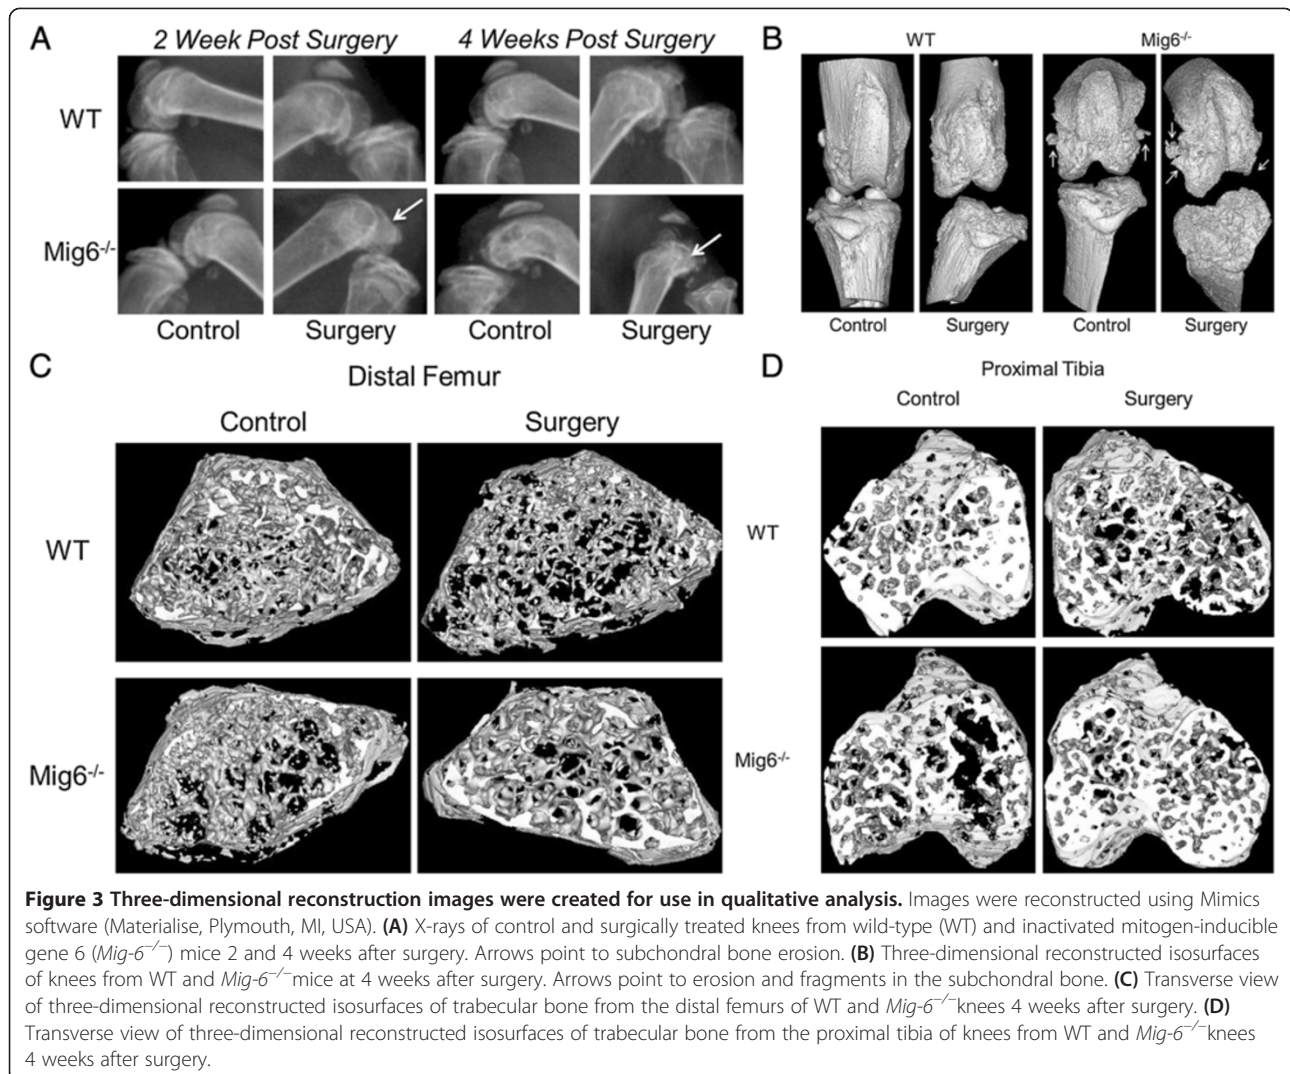 A
2 Week Post Surgery
4 Weeks Post Surgery
WT
Mig6-/-
Control
Surgery
Control
Surgery
B
WT
Mig6-/-
Control
Surgery
Control
Surgery
C
Distal Femur
Control
Surgery
WT
Mig6-/-
D
Proximal Tibia
Control
Surgery
WT
Mig6-/-
Figure 3 Three-dimensional reconstruction images were created for use in qualitative analysis. Images were reconstructed using Mimics
software (Materialise, Plymouth, MI, USA). (A) X-rays of control and surgically treated knees from wild-type (WT) and inactivated mitogen-inducible
gene 6 (Mig-6−/−) mice 2 and 4 weeks after surgery. Arrows point to subchondral bone erosion. (B) Three-dimensional reconstructed isosurfaces
of knees from WT and Mig-6−/−mice at 4 weeks after surgery. Arrows point to erosion and fragments in the subchondral bone. (C) Transverse view
of three-dimensional reconstructed isosurfaces of trabecular bone from the distal femurs of WT and Mig-6−/−knees 4 weeks after surgery. (D)
Transverse view of three-dimensional reconstructed isosurfaces of trabecular bone from the proximal tibia of knees from WT and Mig-6−/−knees
4 weeks after surgery.